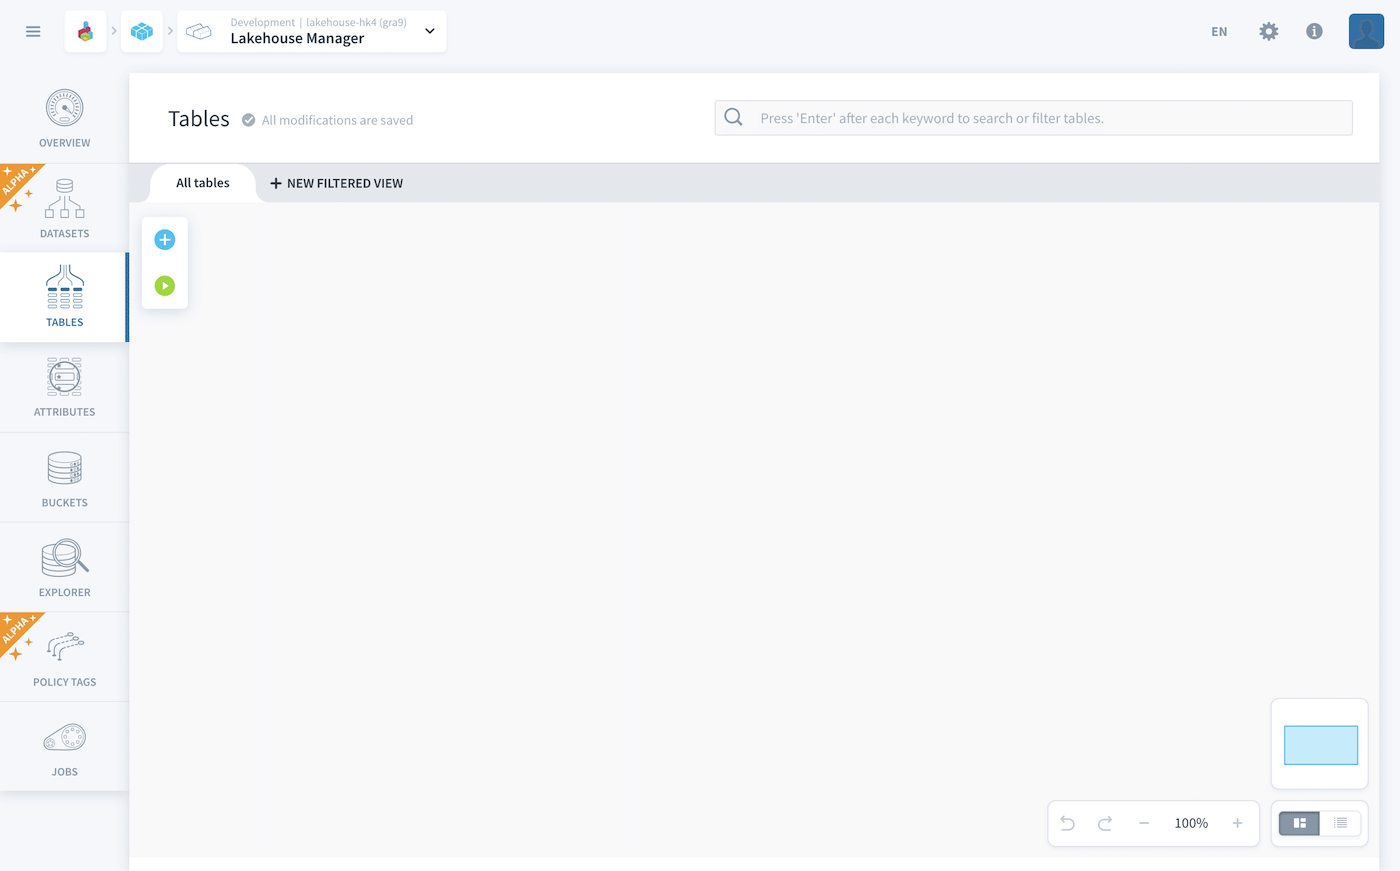 Development | lakehouse-hk4 (gra9)
Lakehouse Manager
EN
OVERVIEW
ALPHA
DATASETS
TABLES
ATTRIBUTES
BUCKETS
EXPLORER
ALPHA
POLICY TAGS
JOBS
Tables
All modifications are saved
Press 'Enter' after each keyword to search or filter tables.
All tables
NEW FILTERED VIEW
100%